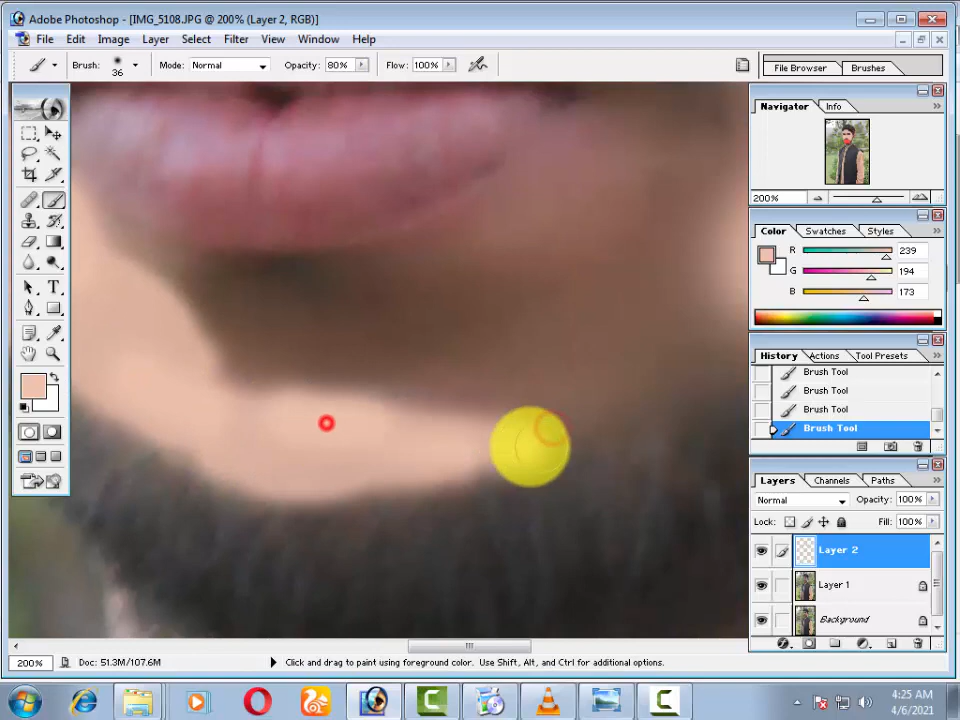 Adobe Photoshop - [IMG_5108.JPG @ 200% (Layer 2, RGB)]
File Edit Image Layer Select Filter View Window Help
Brush: 36 Mode: Normal Opacity: 80% Flow: 100% File Browser Brushes
Navigator Info
200%
Color Swatches Styles
R 239
G 194
B 173
History Actions Tool Presets
Brush Tool
Brush Tool
Brush Tool
Brush Tool
Layers Channels Paths
Normal Opacity: 100%
Lock: Fill: 100%
Layer 2
Layer 1
Background
200% Doc: 51.3M/107.6M Click and drag to paint using foreground color. Use Shift, Alt, and Ctrl for additional options.
4:25 AM
4/6/2021